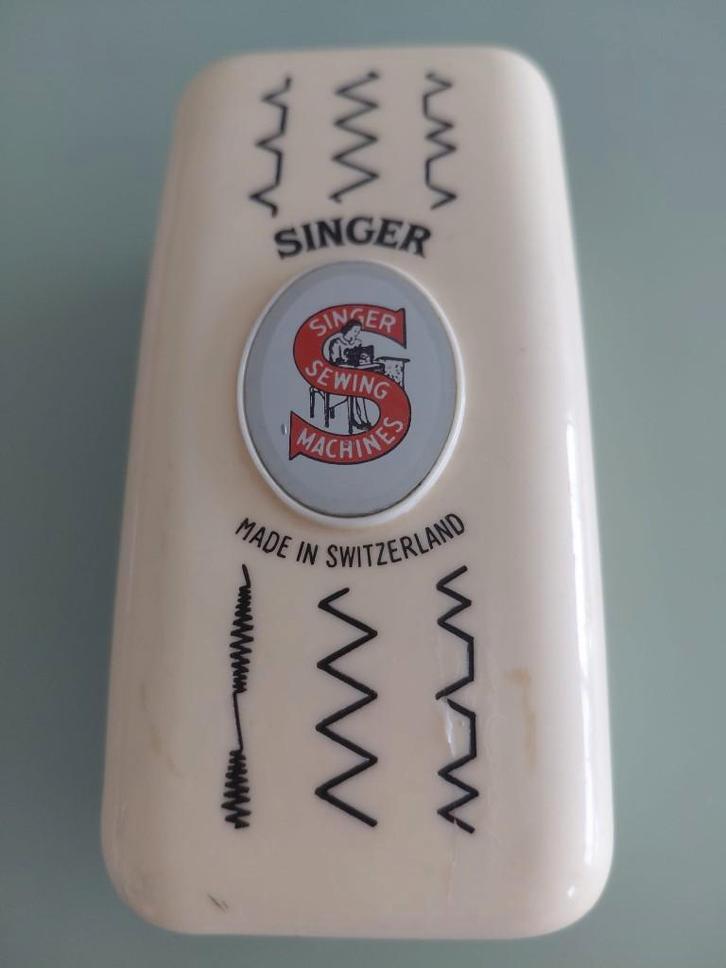 SINGER
SINGER
SEWING
MACHINES
MADE IN SWITZERLAND